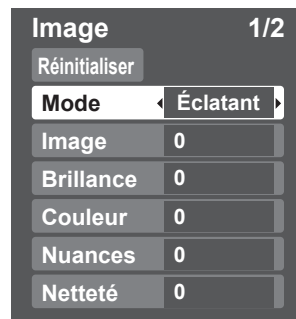 Image 1/2
Réinitialiser
Mode Éclatant
Image 0
Brillance 0
Couleur 0
Nuances 0
Netteté 0